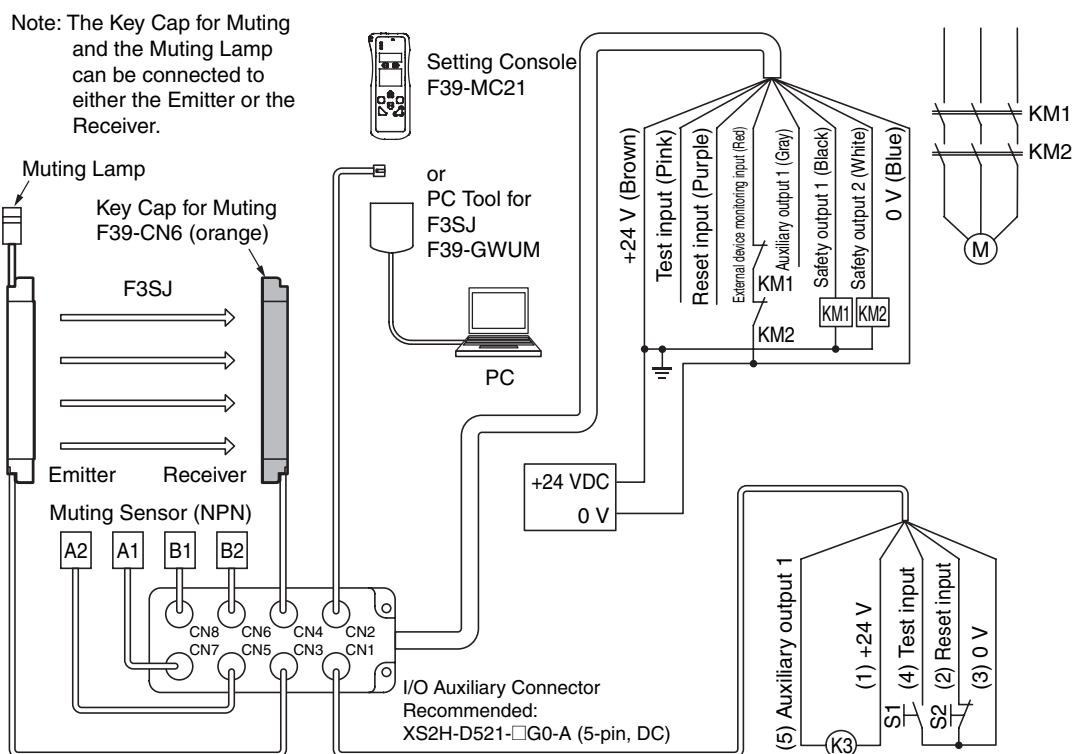 Note: The Key Cap for Muting
and the Muting Lamp
can be connected to
either the Emitter or the
Receiver.
Setting Console
F39-MC21
or
PC Tool for
F3SJ
F39-GWUM
PC
Muting Lamp
Key Cap for Muting
F39-CN6 (orange)
F3SJ
Emitter
Receiver
Muting Sensor (NPN)
A2
A1
B1
B2
CN8
CN6
CN4
CN2
CN7
CN5
CN3
CN1
I/O Auxiliary Connector
Recommended:
XS2H-D521-□G0-A (5-pin, DC)
+24 V (Brown)
Test input (Pink)
Reset input (Purple)
External device monitoring input (Red)
Auxiliary output 1 (Gray)
Safety output 1 (Black)
Safety output 2 (White)
0 V (Blue)
KM1
KM2
KM1
KM2
KM1
KM2
M
+24 VDC
0 V
(5) Auxiliary output 1
(1) +24 V
(4) Test input
(2) Reset input
(3) 0 V
S1
S2
K3